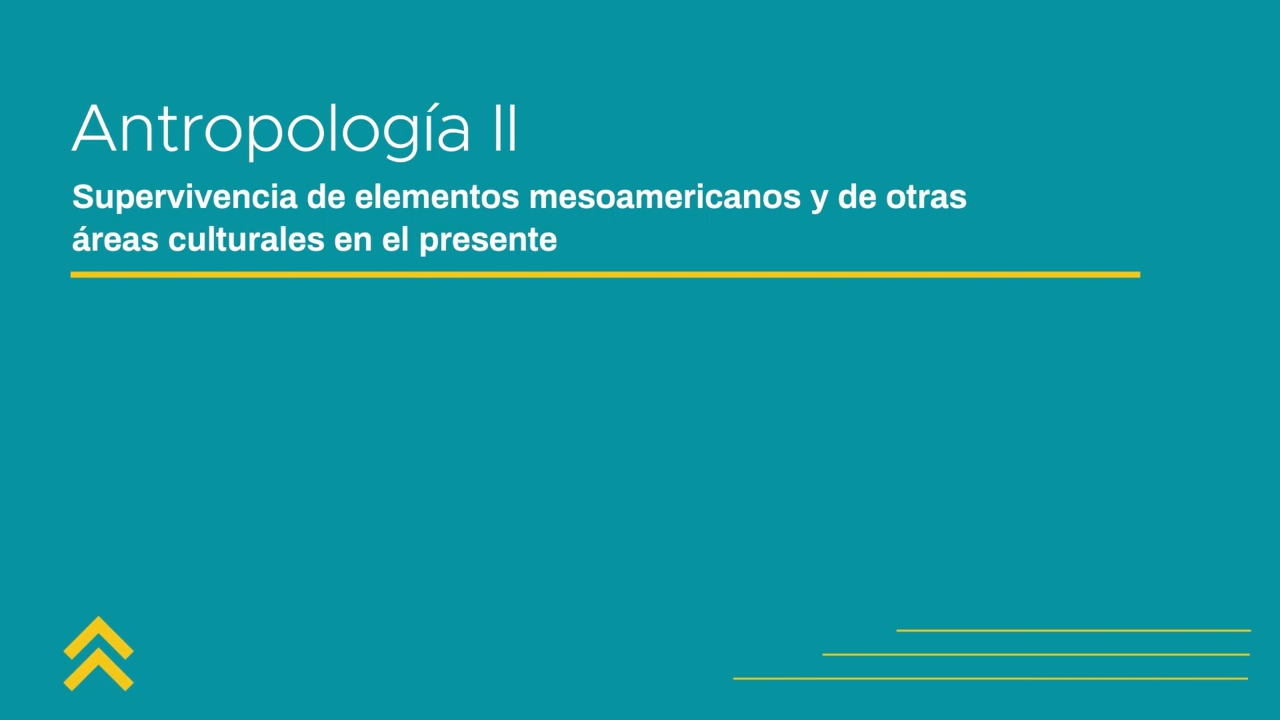 Antropología II
Supervivencia de elementos mesoamericanos y de otras
áreas culturales en el presente